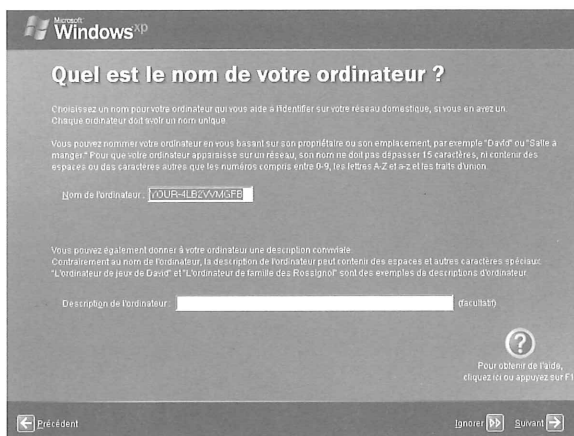 Microsoft
Windows xp
Quel est le nom de votre ordinateur ?
Choisissez un nom pour votre ordinateur qui vous aide à l'identifier sur votre réseau domestique, si vous en avez un.
Chaque ordinateur doit avoir un nom unique.
Vous pouvez nommer votre ordinateur en vous basant sur son propriétaire ou son emplacement, par exemple "David" ou "Salle à
manger." Pour que votre ordinateur apparaisse sur un réseau, son nom ne doit pas dépasser 15 caractères, ni contenir des
espaces ou des caractères autres que les numéros compris entre 0-9, les lettres A-Z et a-z et les traits d'union.
Nom de l'ordinateur : YOUR-4LB2VVMGFB
Vous pouvez également donner à votre ordinateur une description conviviale.
Contrairement au nom de l'ordinateur, la description de l'ordinateur peut contenir des espaces et autres caractères spéciaux.
"L'ordinateur de jeux de David" et "L'ordinateur de famille des Rossignol" sont des exemples de descriptions d'ordinateur.
Description de l'ordinateur : (facultatif)
?
Pour obtenir de l'aide,
cliquez ici ou appuyez sur F1
Précédent Ignorer Suivant